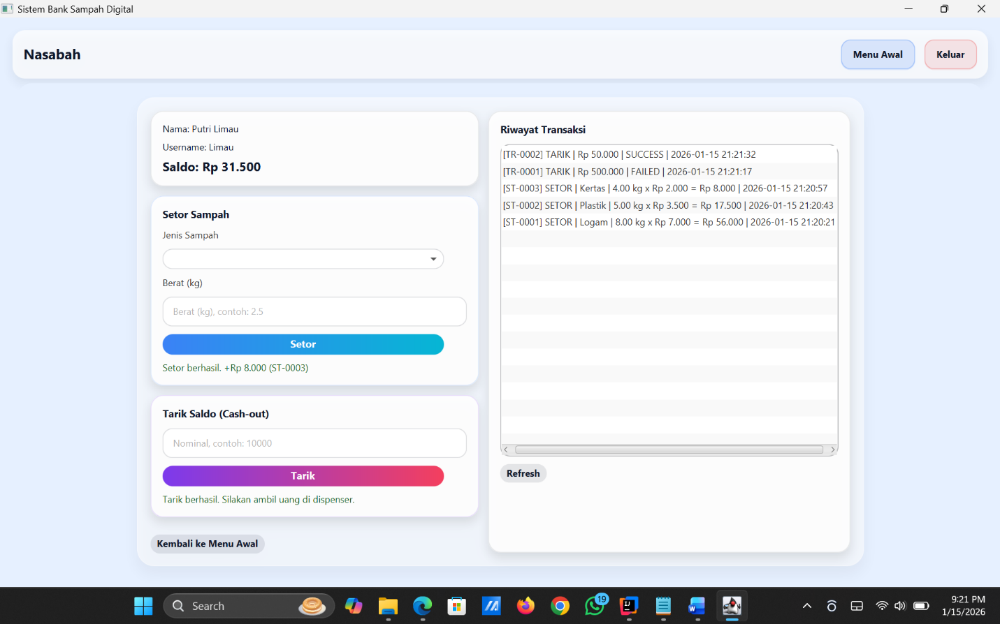 Sistem Bank Sampah Digital
Nasabah
Menu Awal
Keluar
Nama: Putri Limau
Username: Limau
Saldo: Rp 31.500
Setor Sampah
Jenis Sampah
Berat (kg)
Berat (kg), contoh: 2.5
Setor
Setor berhasil. +Rp 8.000 (ST-0003)
Tarik Saldo (Cash-out)
Nominal, contoh: 10000
Tarik
Tarik berhasil. Silakan ambil uang di dispenser.
Kembali ke Menu Awal
Riwayat Transaksi
[TR-0002] TARIK | Rp 50.000 | SUCCESS | 2026-01-15 21:21:32
[TR-0001] TARIK | Rp 500.000 | FAILED | 2026-01-15 21:21:17
[ST-0003] SETOR | Kertas | 4.00 kg x Rp 2.000 = Rp 8.000 | 2026-01-15 21:20:57
[ST-0002] SETOR | Plastik | 5.00 kg x Rp 3.500 = Rp 17.500 | 2026-01-15 21:20:43
[ST-0001] SETOR | Logam | 8.00 kg x Rp 7.000 = Rp 56.000 | 2026-01-15 21:20:21
Refresh
Search
19
9:21 PM
1/15/2026